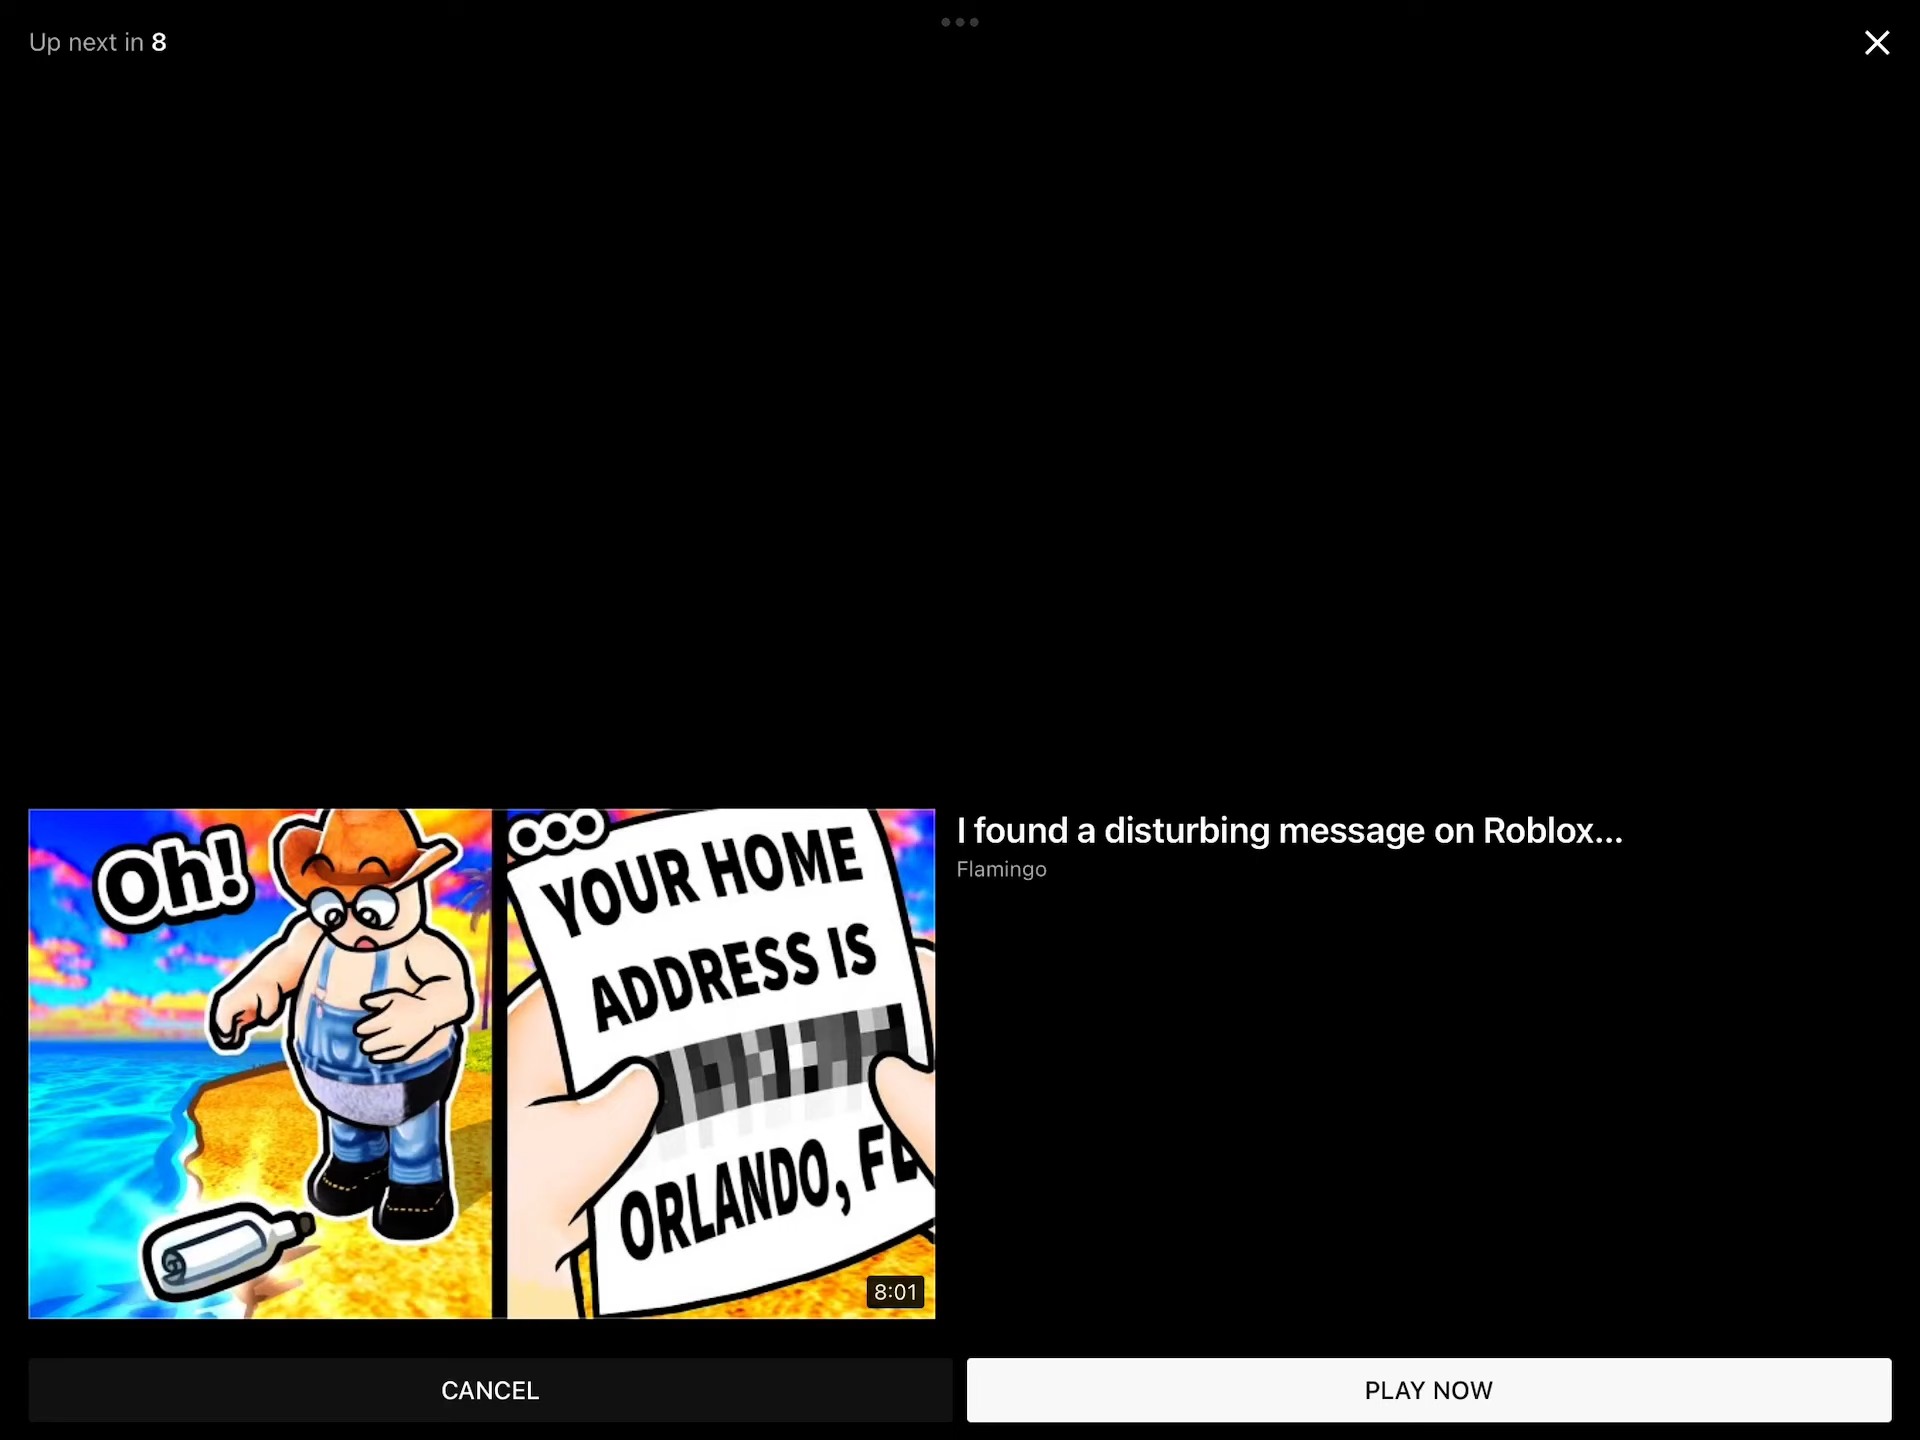 Up next in 8
Oh!
YOUR HOME
ADDRESS IS
ORLANDO, FL
8:01
I found a disturbing message on Roblox...
Flamingo
CANCEL
PLAY NOW